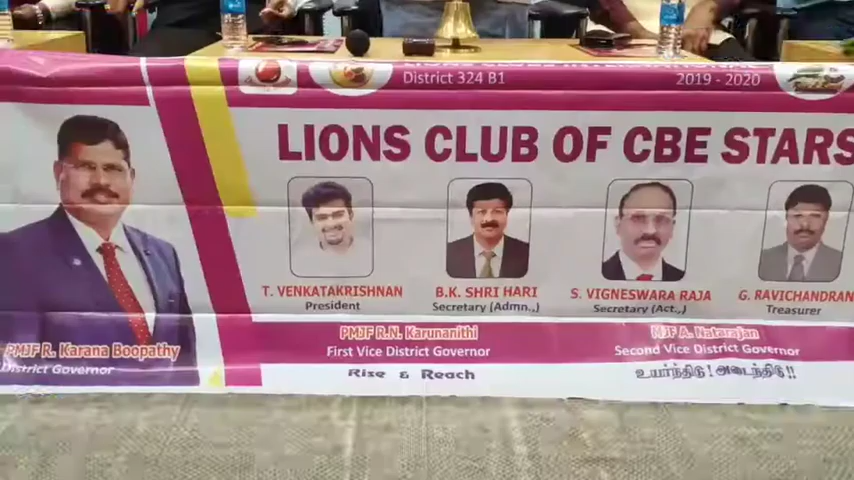 District 324 B1
2019 - 2020
LIONS CLUB OF CBE STARS
T. VENKATAKRISHNAN
President
B.K. SHRI HARI
Secretary (Admn.,)
S. VIGNESWARA RAJA
Secretary (Act.,)
G. RAVICHANDRAN
Treasurer
PMJF R. Karana Boopathy
District Governor
PMJF R.N. Karunanithi
First Vice District Governor
MJF A. Natarajan
Second Vice District Governor
Rise & Reach
உயர்ந்திடு! அடைந்திடு!!